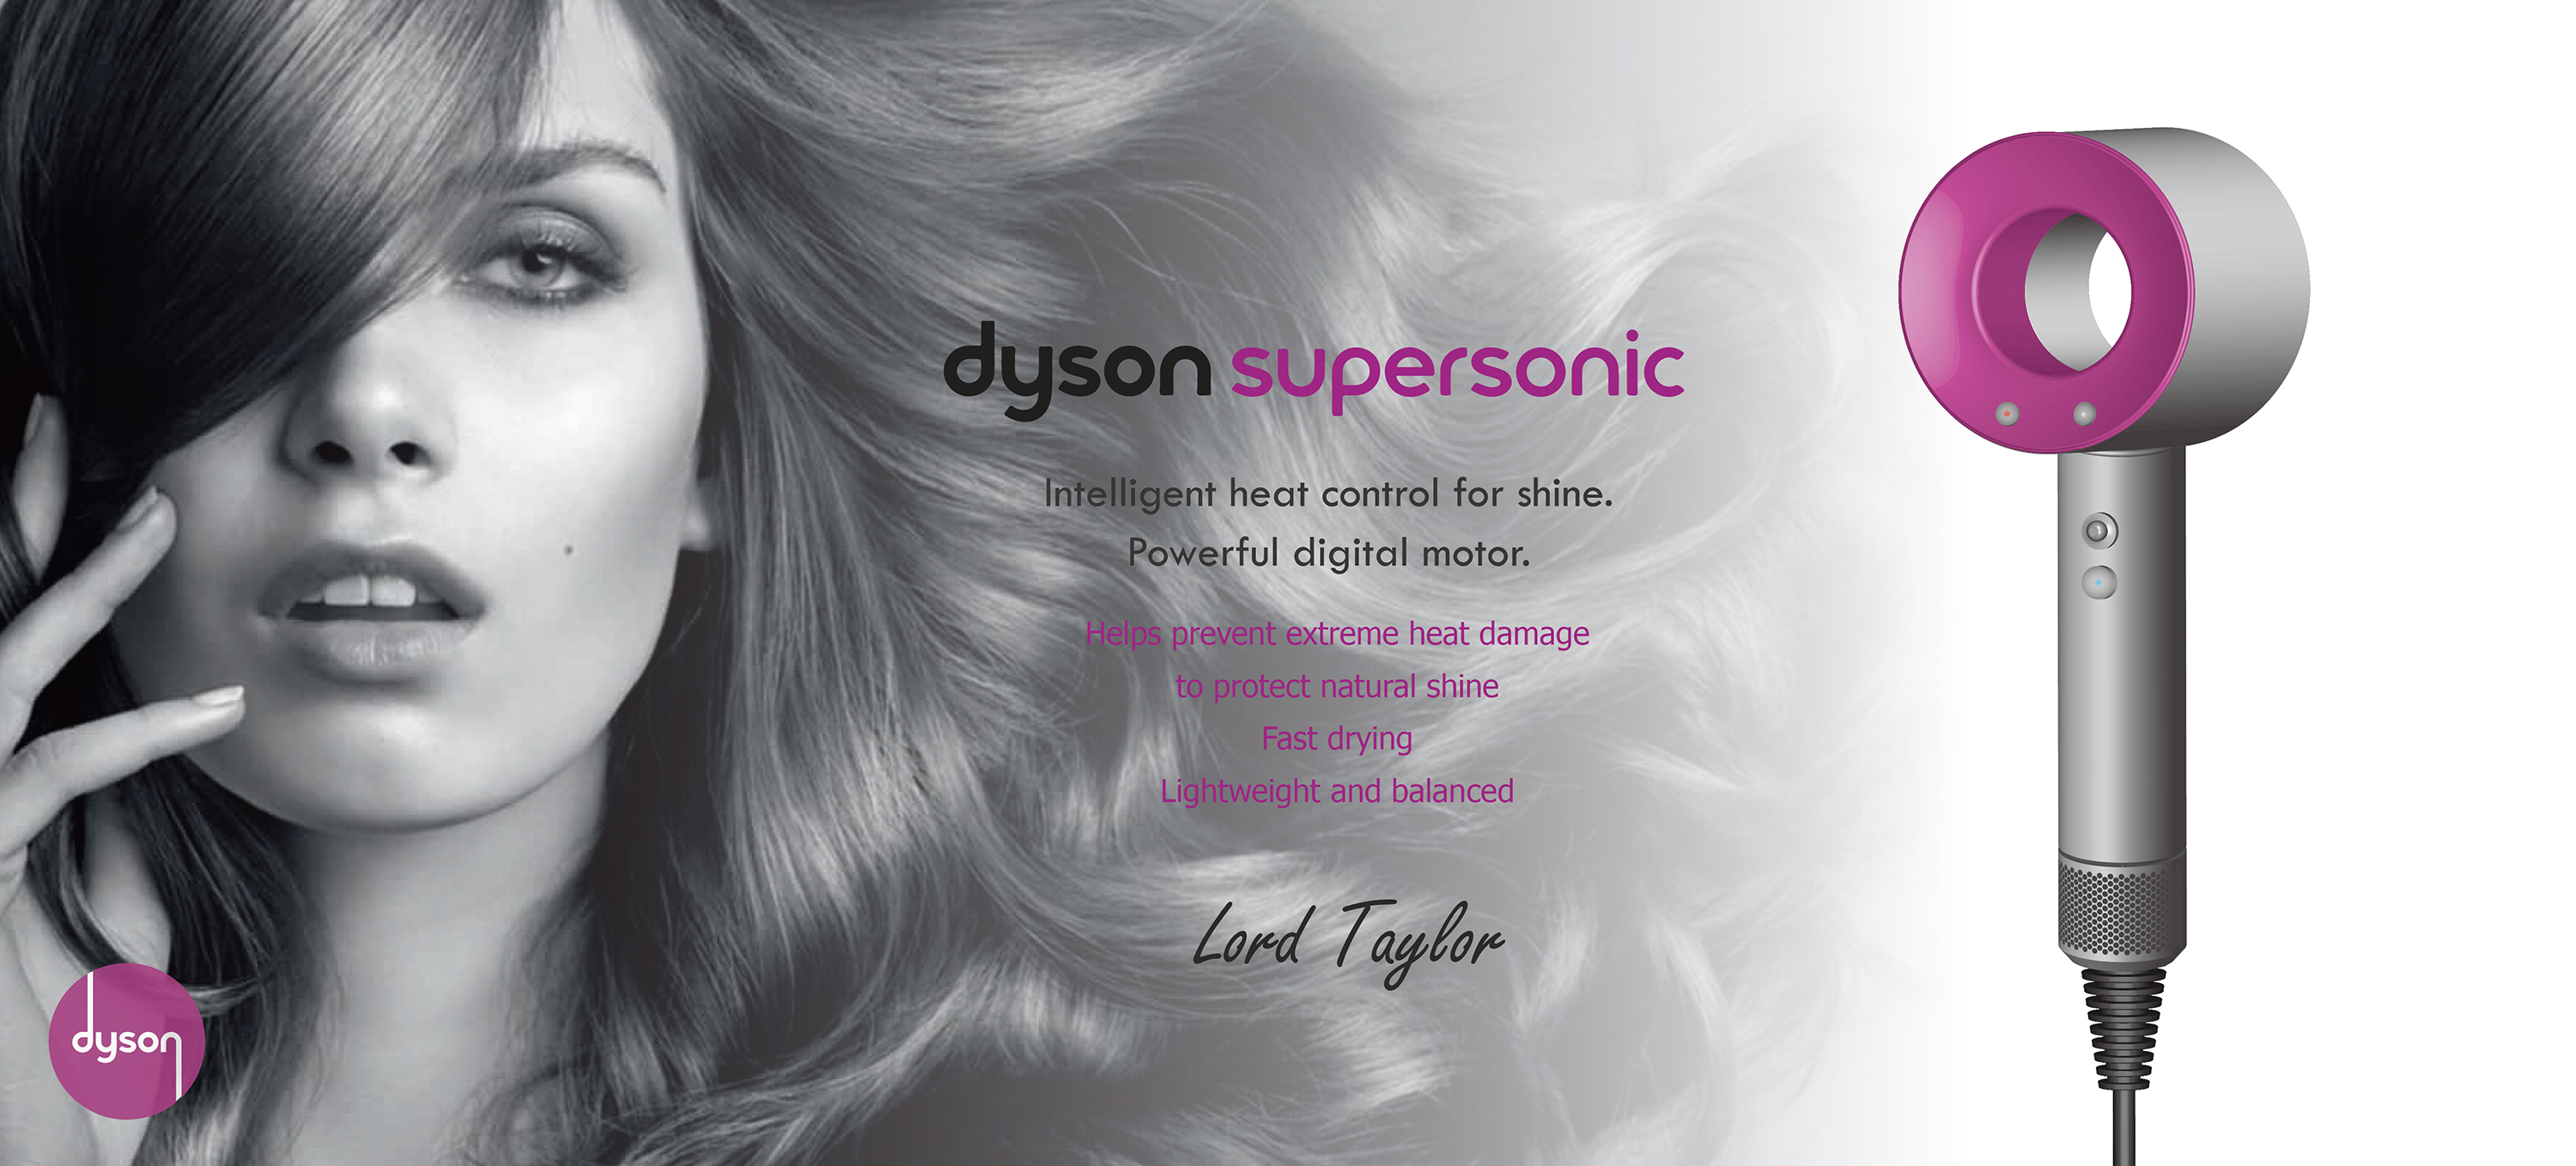 dyson supersonic
Intelligent heat control for shine.
Powerful digital motor.
Helps prevent extreme heat damage
to protect natural shine
Fast drying
Lightweight and balanced
Lord Taylor
dyson